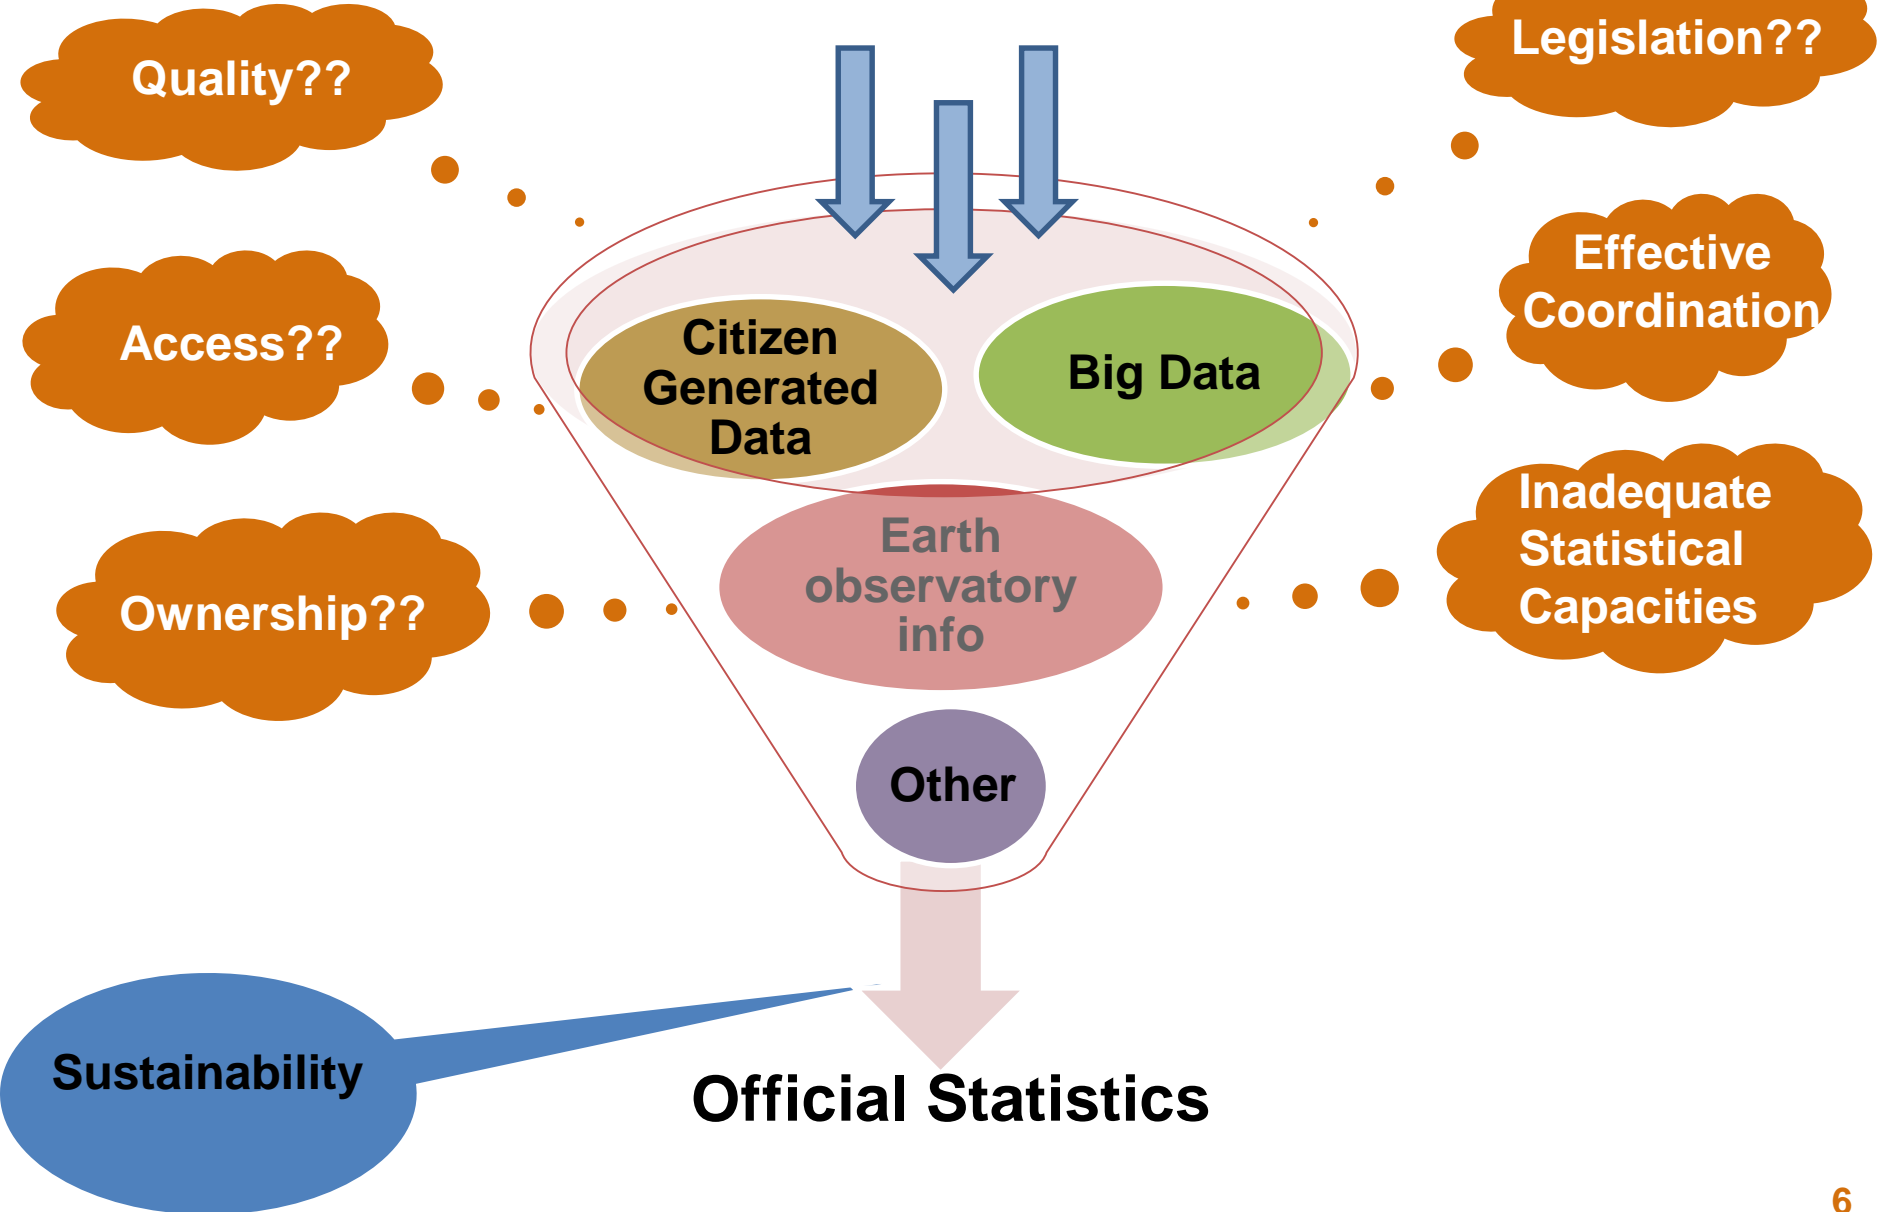 Quality??
Legislation??
Access??
Effective
Coordination
Citizen
Generated
Data
Big Data
Ownership??
Earth
observatory
info
Inadequate
Statistical
Capacities
Other
Sustainability
Official Statistics
6